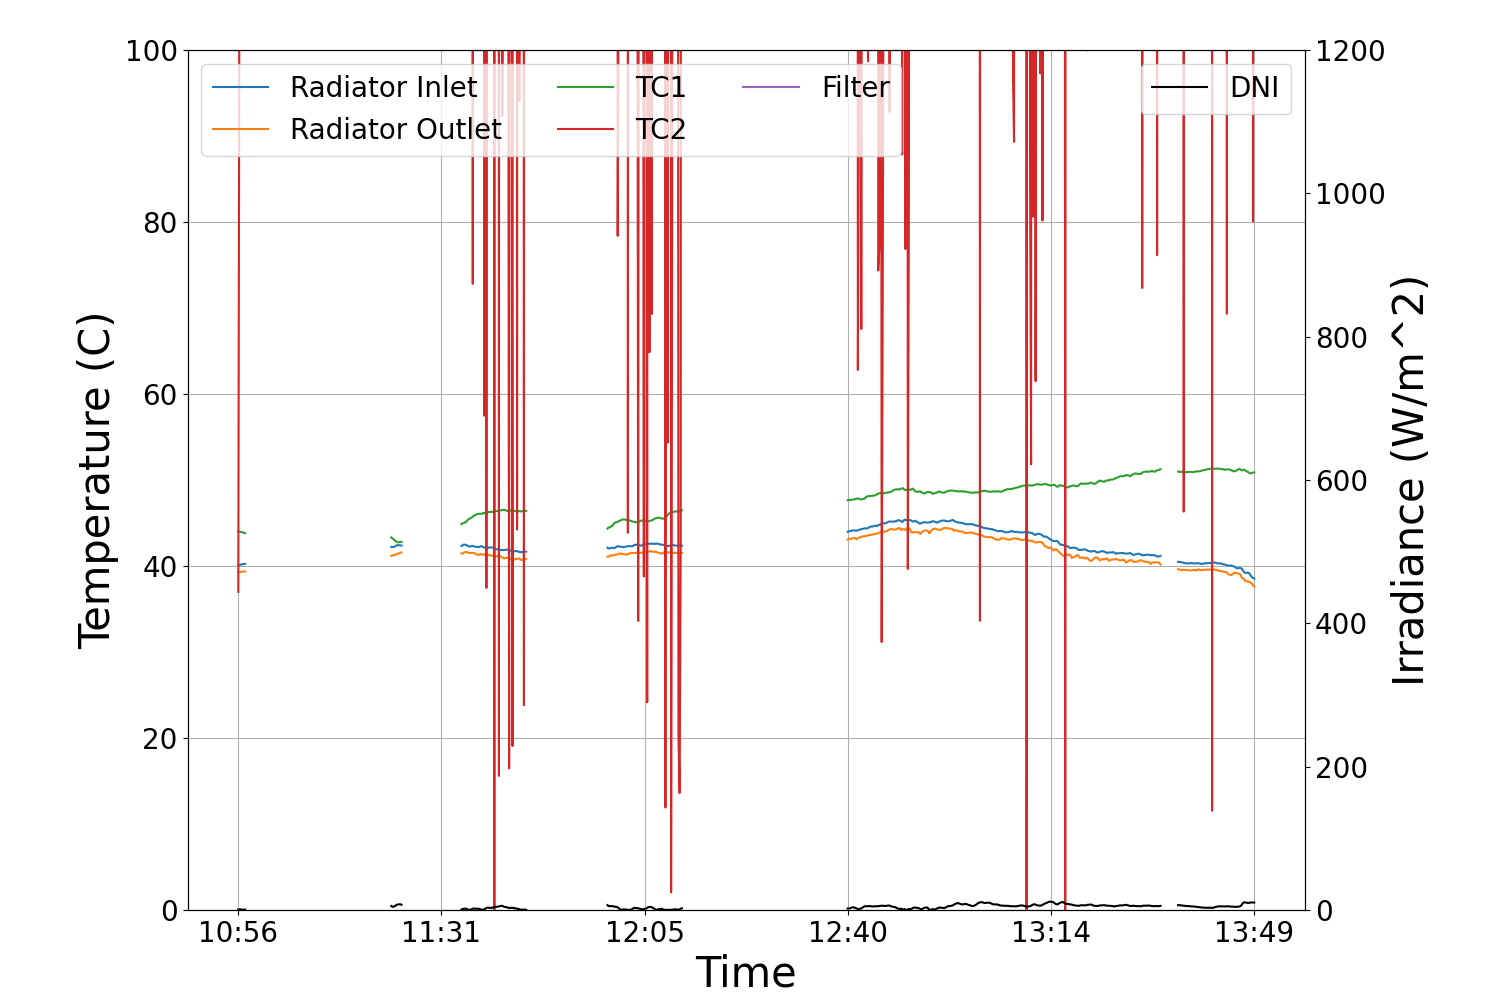 100
80
60
40
20
0
Temperature (C)
Radiator Inlet
Radiator Outlet
TC1
TC2
Filter
DNI
1200
1000
800
600
400
200
0
Irradiance (W/m^2)
10:56
11:31
12:05
12:40
13:14
13:49
Time